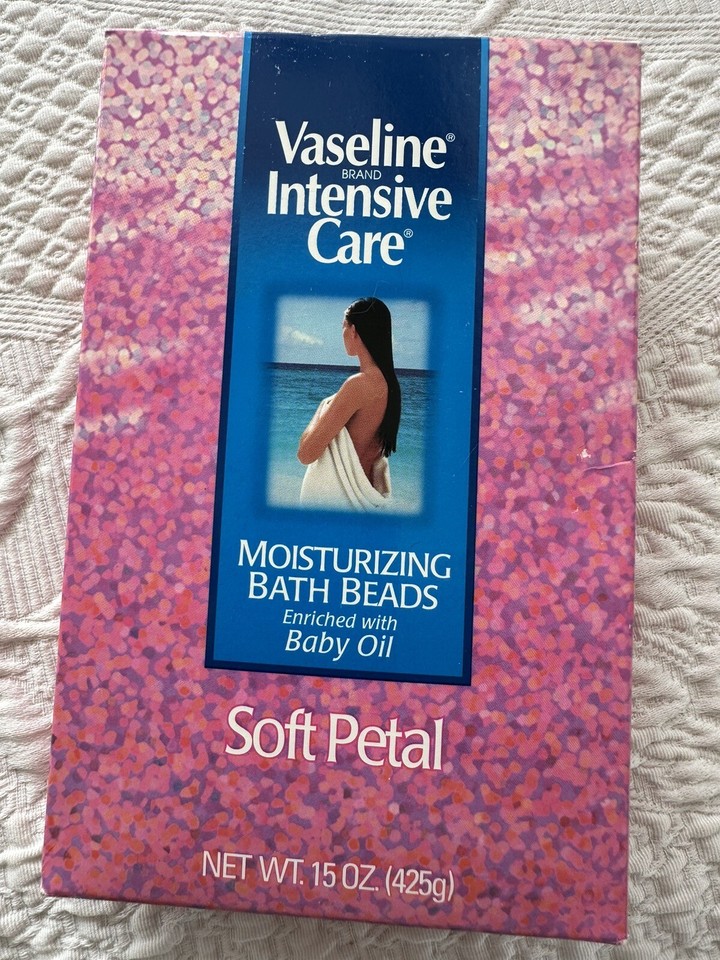 Vaseline®
BRAND
Intensive
Care®
MOISTURIZING
BATH BEADS
Enriched with
Baby Oil
Soft Petal
NET WT. 15 OZ. (425g)